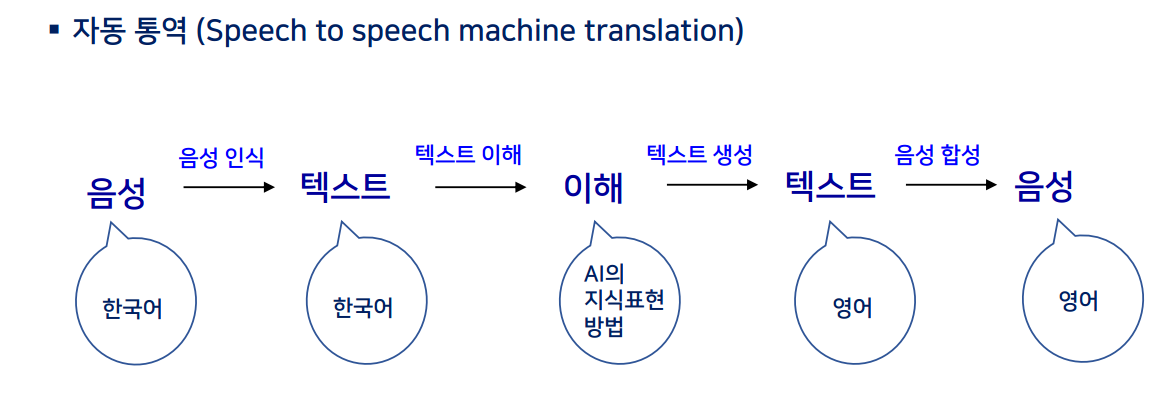 ▪ 자동 통역 (Speech to speech machine translation)
음성 인식
텍스트 이해
텍스트 생성
음성 합성
음성
텍스트
이해
텍스트
음성
한국어
한국어
AI의
지식표현
방법
영어
영어